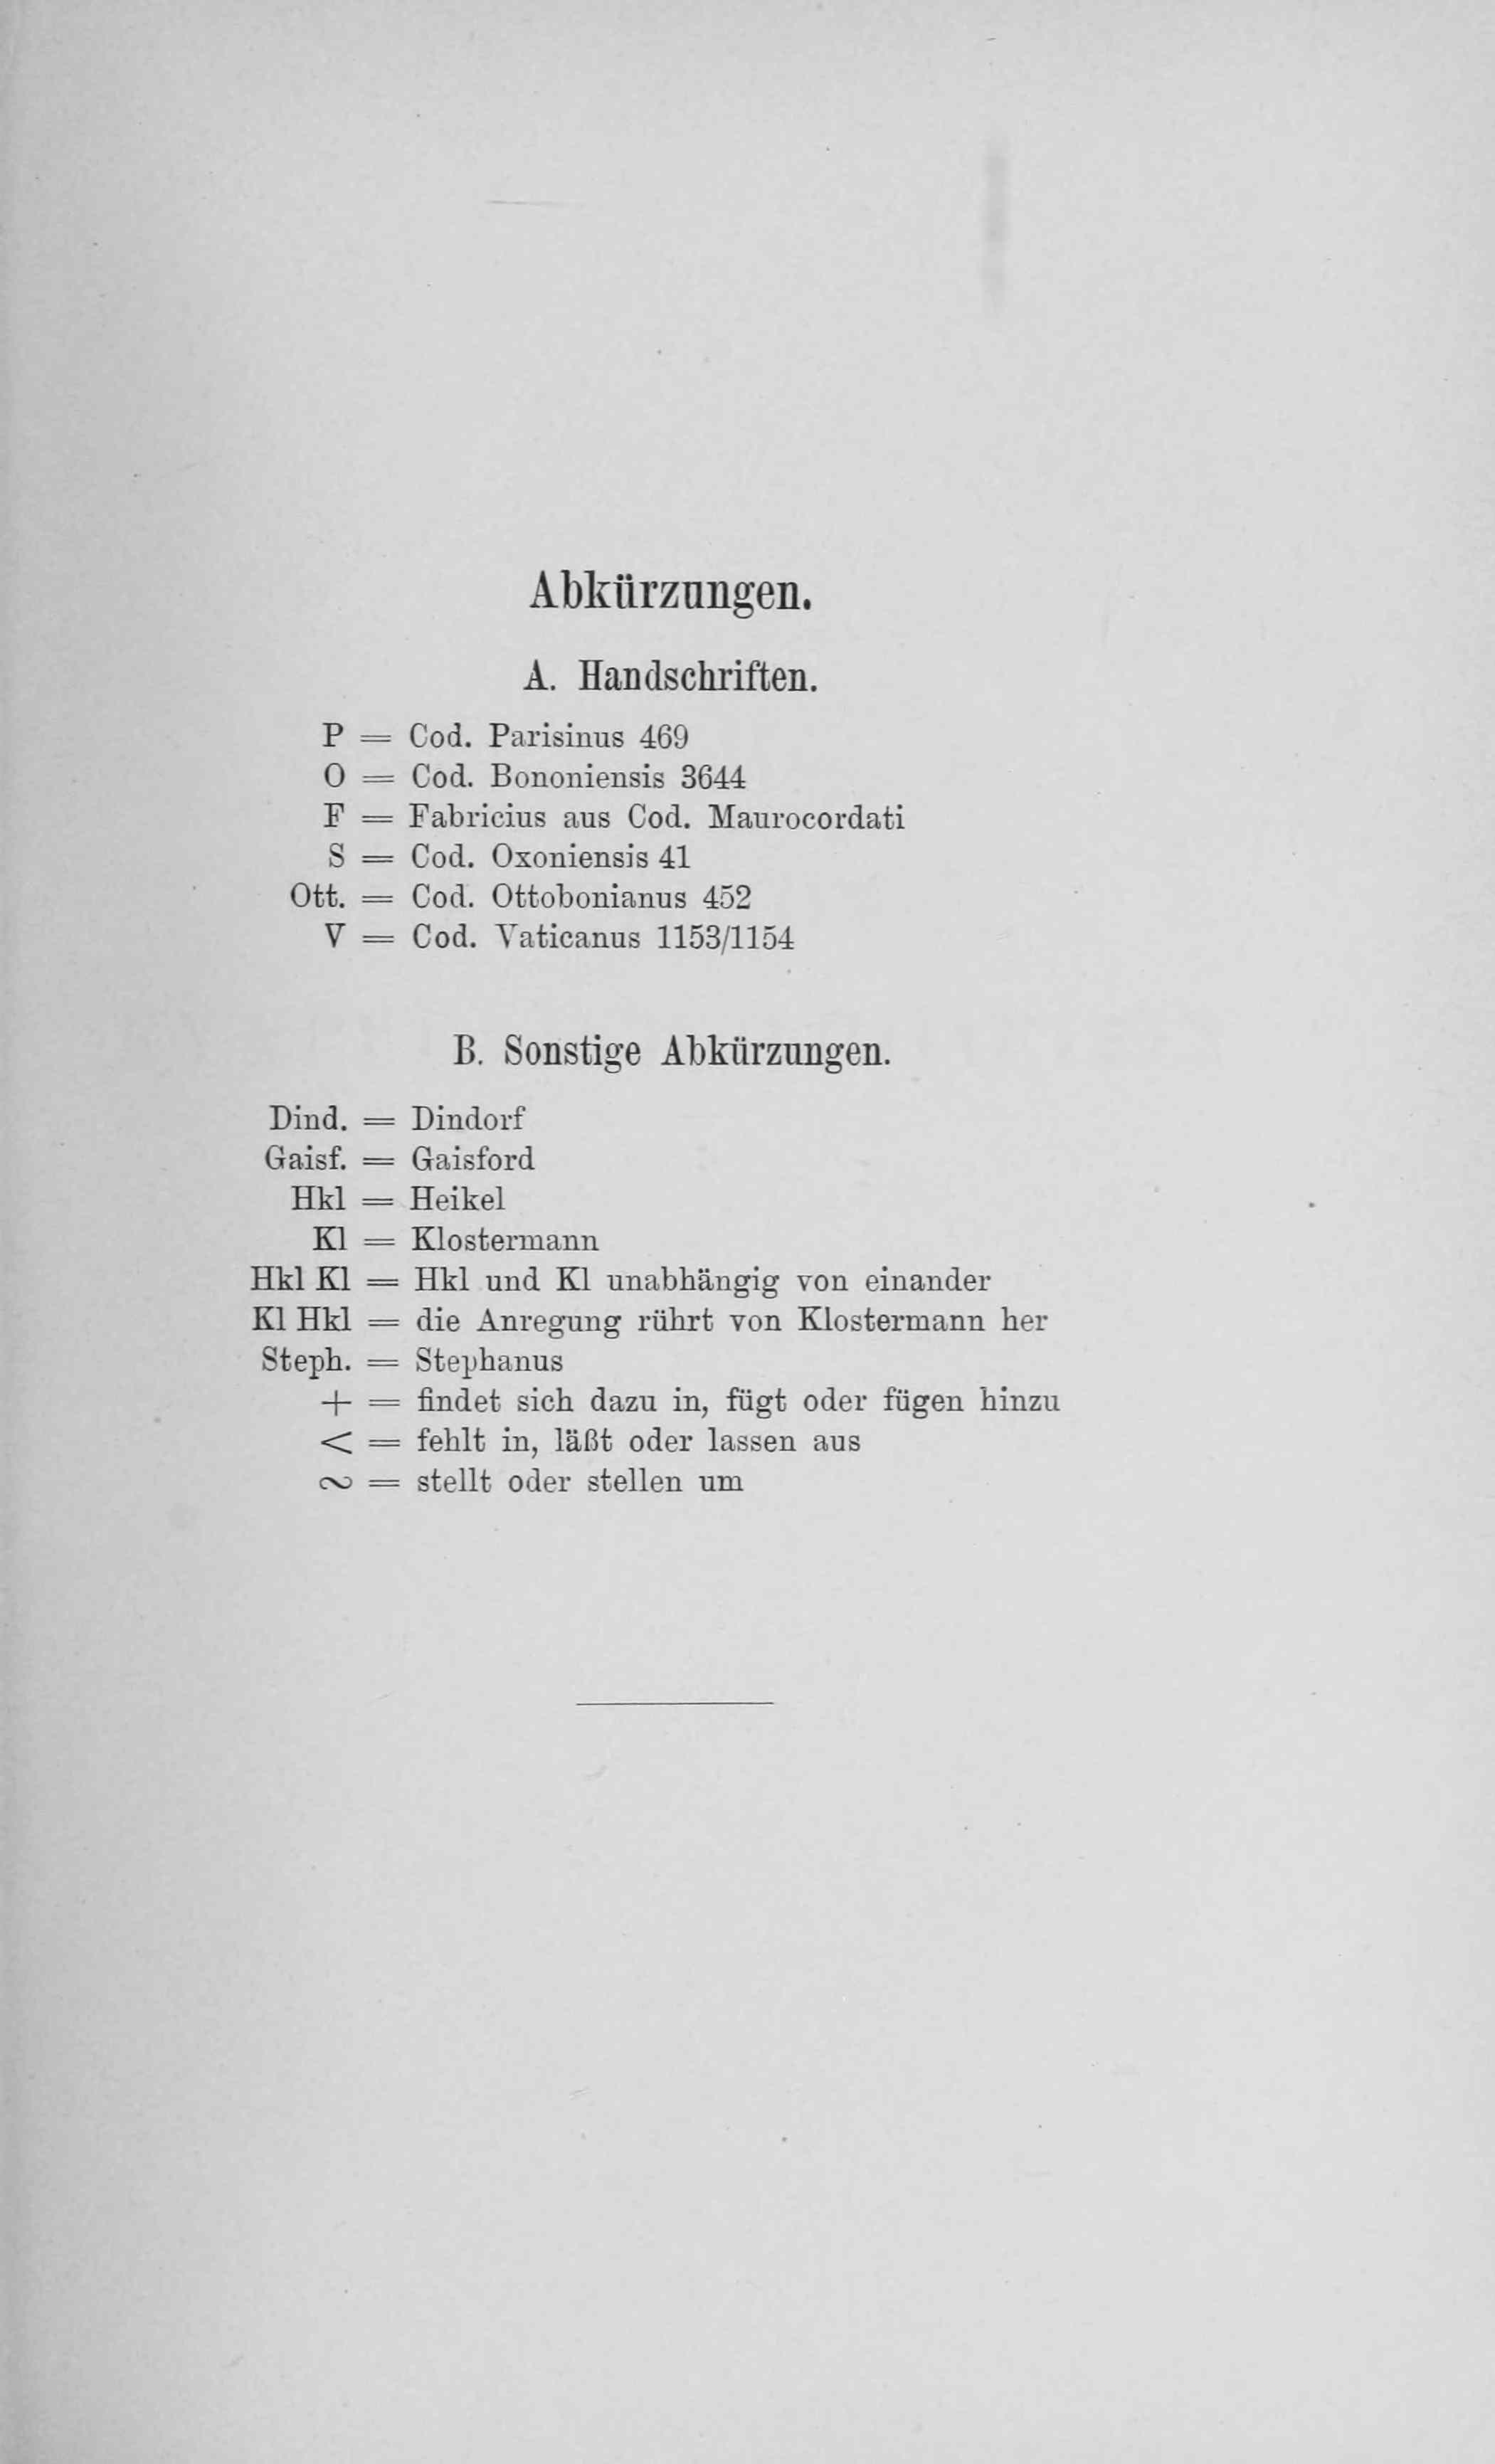 Abkürzungen.
A. Handschriften.
P = Cod. Parisinus 469
O = Cod. Bononiensis 3644
F = Fabricius aus Cod. Maurocordati
S = Cod. Oxoniensis 41
Ott. = Cod. Ottobonianus 452
V = Cod. Vaticanus 1153/1154
B. Sonstige Abkürzungen.
Dind. = Dindorf
Gaisf. = Gaisford
Hkl = Heikel
Kl = Klostermann
Hkl Kl = Hkl und Kl unabhängig von einander
Kl Hkl = die Anregung rührt von Klostermann her
Steph. = Stephanus
+ = findet sich dazu in, fügt oder fügen hinzu
< = fehlt in, läßt oder lassen aus
∾ = stellt oder stellen um